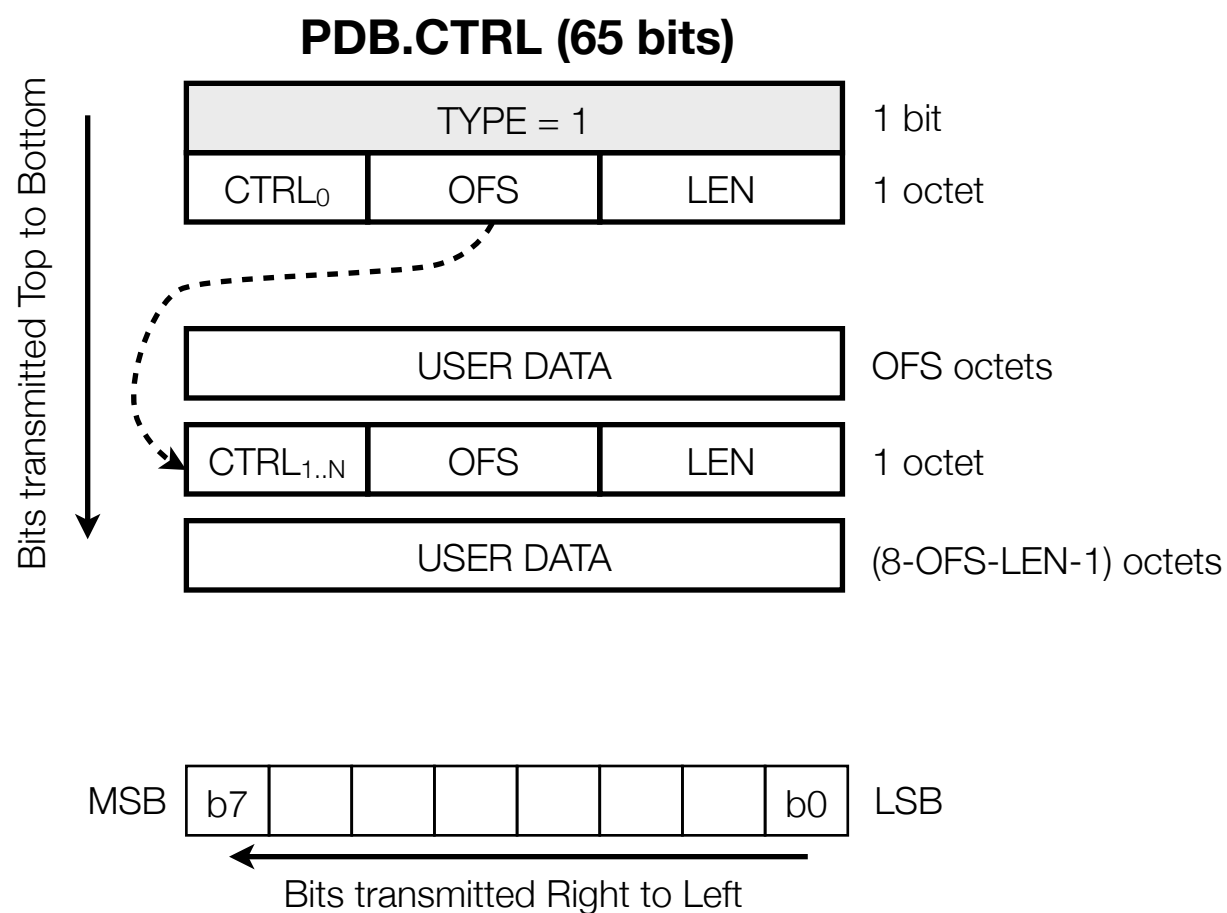 PDB.CTRL (65 bits)
Bits transmitted Top to Bottom
TYPE = 1
1 bit
CTRL₀ OFS LEN
1 octet
USER DATA
OFS octets
CTRL₁..N OFS LEN
1 octet
USER DATA
(8-OFS-LEN-1) octets
MSB b7 b0 LSB
Bits transmitted Right to Left